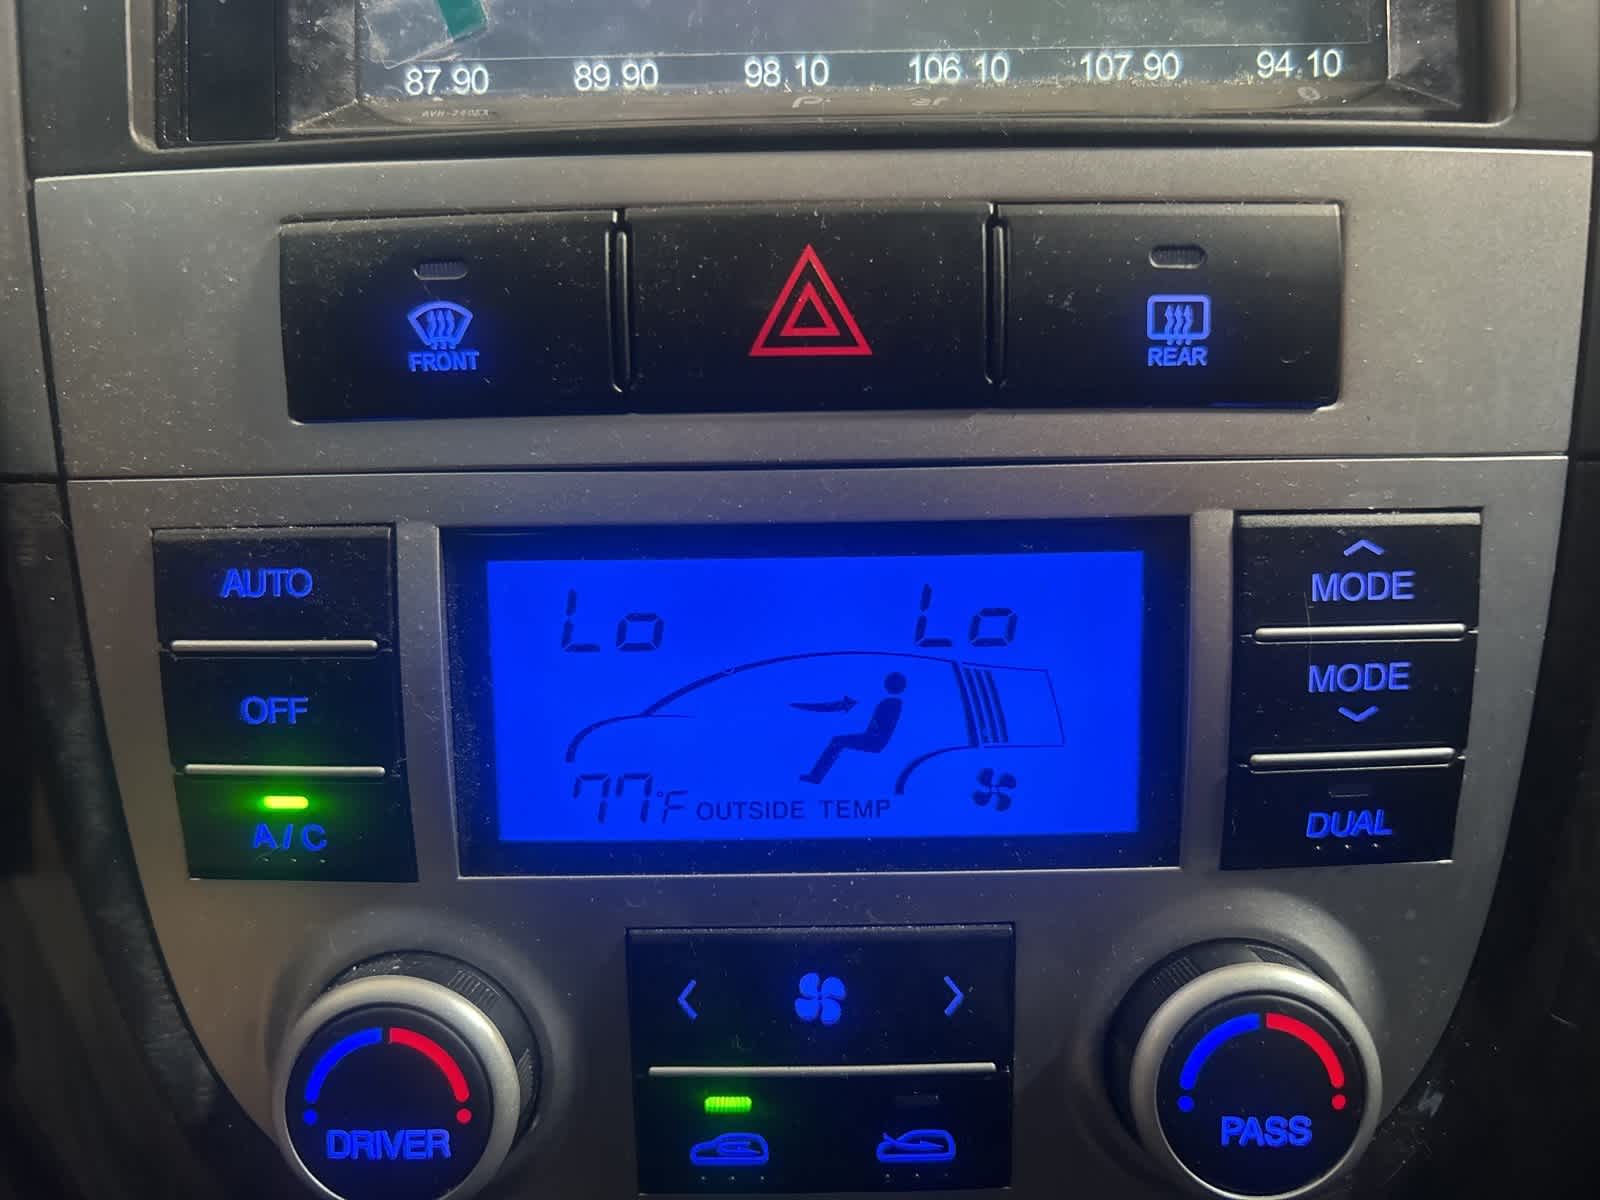 87.90 89.90 98.10 106.10 107.90 94.10
FRONT
REAR
AUTO
OFF
A/C
Lo Lo
77°F OUTSIDE TEMP
MODE
MODE
DUAL
DRIVER
PASS